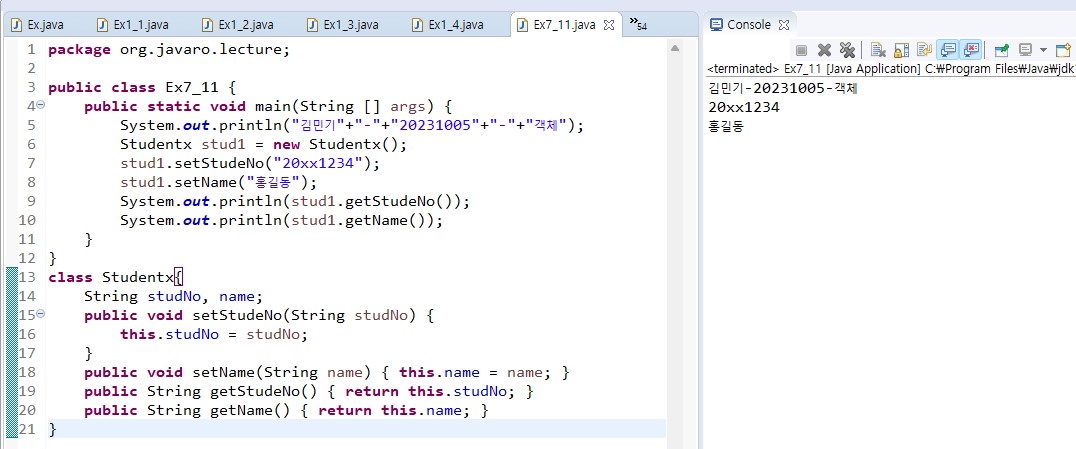 Ex.java Ex1_1.java Ex1_2.java Ex1_3.java Ex1_4.java Ex7_11.java »54
1 package org.javaro.lecture;
2
3 public class Ex7_11 {
4 public static void main(String [] args) {
5 System.out.println("김민기"+"-"+"20231005"+"-"+"객체");
6 Studentx stud1 = new Studentx();
7 stud1.setStudeNo("20xx1234");
8 stud1.setName("홍길동");
9 System.out.println(stud1.getStudeNo());
10 System.out.println(stud1.getName());
11 }
12 }
13 class Studentx{
14 String studNo, name;
15 public void setStudeNo(String studNo) {
16 this.studNo = studNo;
17 }
18 public void setName(String name) { this.name = name; }
19 public String getStudeNo() { return this.studNo; }
20 public String getName() { return this.name; }
21 }
Console
<terminated> Ex7_11 [Java Application] C:₩Program Files₩Java₩jdk
김민기-20231005-객체
20xx1234
홍길동